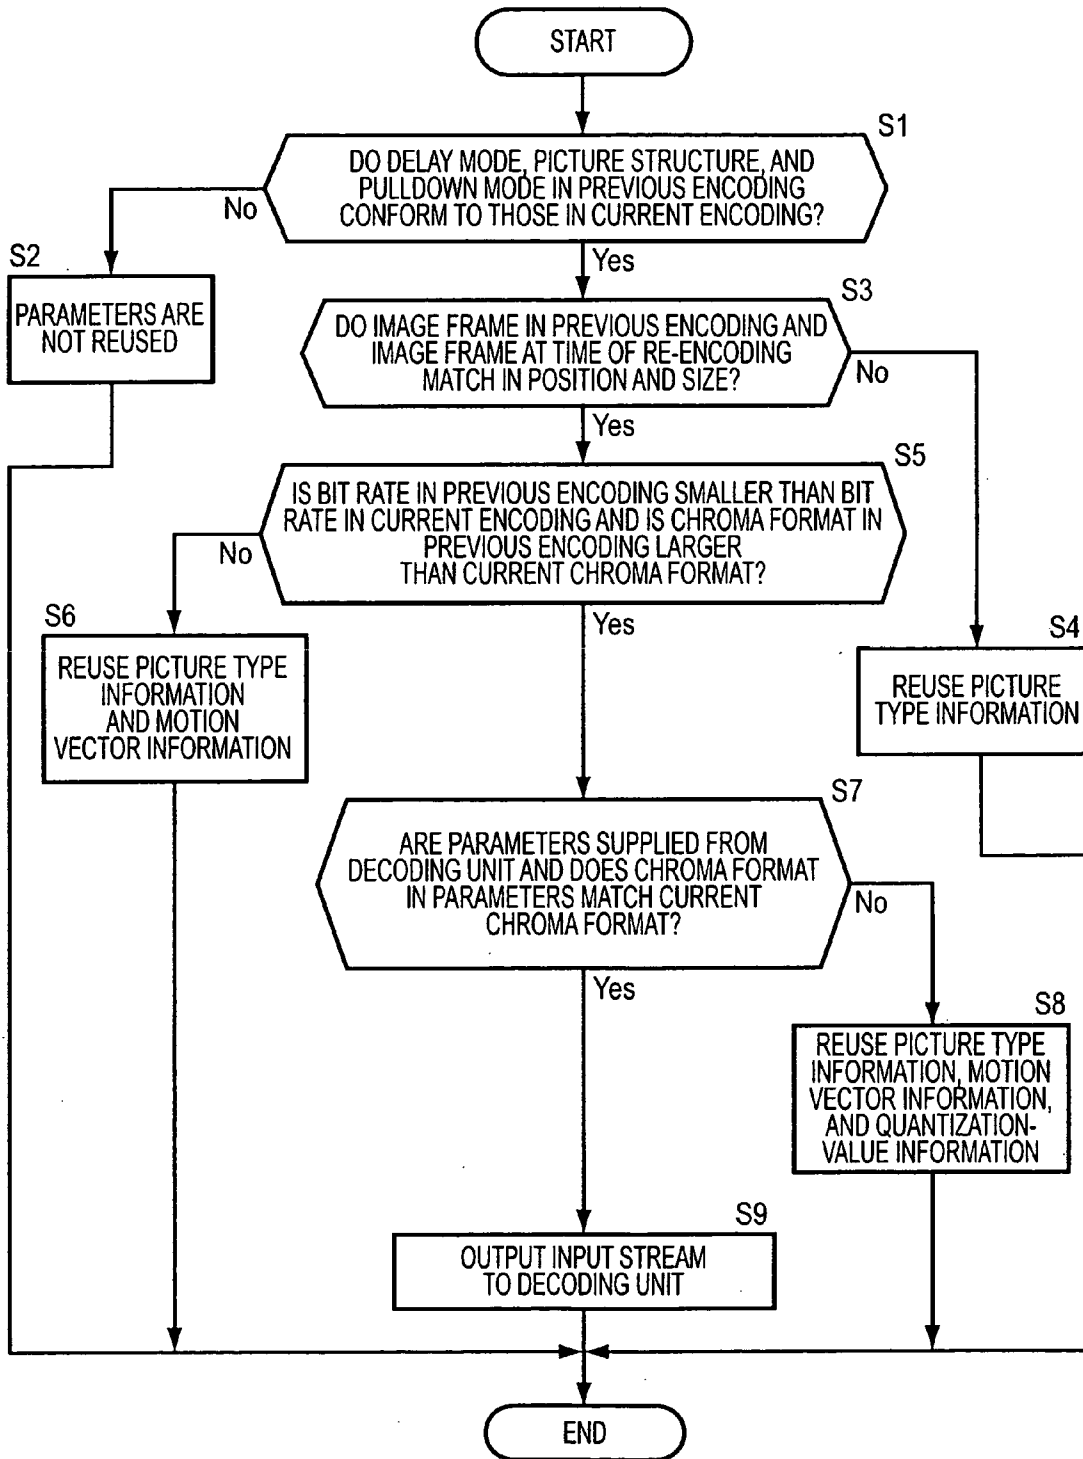 START
S1
DO DELAY MODE, PICTURE STRUCTURE, AND
PULLDOWN MODE IN PREVIOUS ENCODING
CONFORM TO THOSE IN CURRENT ENCODING?
No
Yes
S2
PARAMETERS ARE
NOT REUSED
S3
DO IMAGE FRAME IN PREVIOUS ENCODING AND
IMAGE FRAME AT TIME OF RE-ENCODING
MATCH IN POSITION AND SIZE?
No
Yes
S5
IS BIT RATE IN PREVIOUS ENCODING SMALLER THAN BIT
RATE IN CURRENT ENCODING AND IS CHROMA FORMAT IN
PREVIOUS ENCODING LARGER
THAN CURRENT CHROMA FORMAT?
No
Yes
S6
REUSE PICTURE TYPE
INFORMATION
AND MOTION
VECTOR INFORMATION
S4
REUSE PICTURE
TYPE INFORMATION
S7
ARE PARAMETERS SUPPLIED FROM
DECODING UNIT AND DOES CHROMA FORMAT
IN PARAMETERS MATCH CURRENT
CHROMA FORMAT?
No
Yes
S8
REUSE PICTURE TYPE
INFORMATION, MOTION
VECTOR INFORMATION,
AND QUANTIZATION-
VALUE INFORMATION
S9
OUTPUT INPUT STREAM
TO DECODING UNIT
END